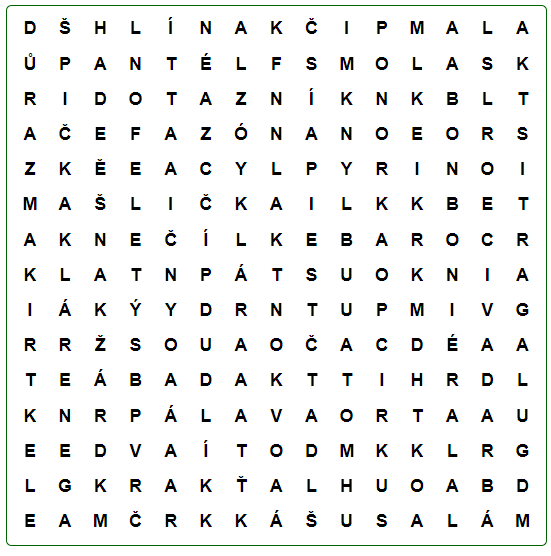 D Š H L Í N A K Č I P M A L A
Ů P A N T É L F S M O L A S K
R I D O T A Z N Í K N K B L T
A Č E F A Z Ó N A N O E O R S
Z K Ě E A C Y L P Y R I N O I
M A Š L I Č K A I L K K B E T
A K N E Č Í L K E B A R O C R
K L A T N P Á T S U O K N I A
I Á K Ý Y D R N T U P M I V G
R R Ž S O U A O Č A C D É A A
T E Á B A D A K T T I H R D L
K N R P Á L A V A O R T A A U
E E D V A Í T O D M K K L R G
L G K R A K Ť A L H U O A B D
E A M Č R K K Á Š U S A L Á M